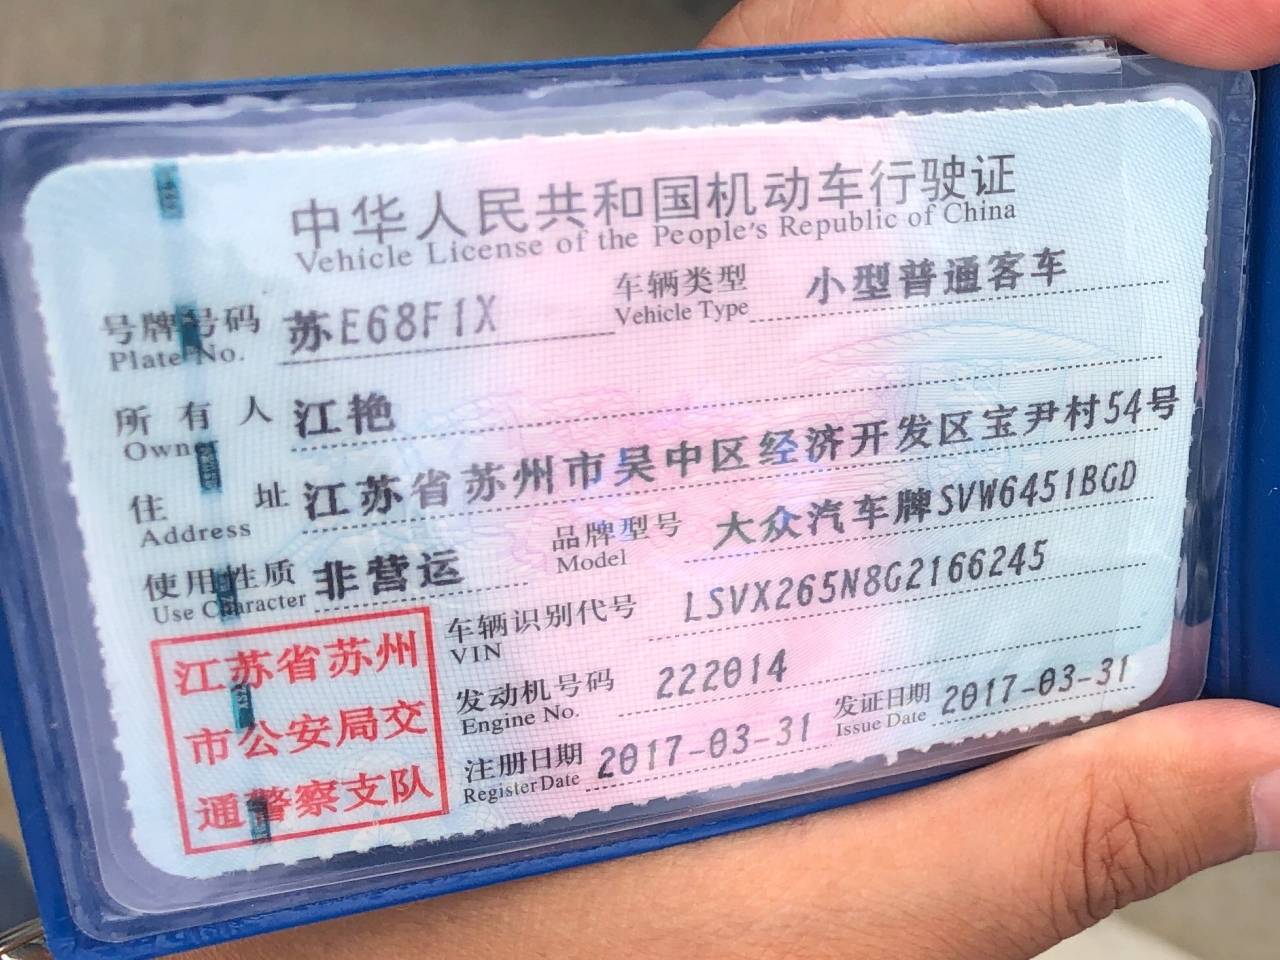 中华人民共和国机动车行驶证
Vehicle License of the People's Republic of China
号牌号码 苏E68F1X 车辆类型 小型普通客车
Plate No. Vehicle Type
所有人 江艳
Owner
住址 江苏省苏州市吴中区经济开发区宝尹村54号
Address
使用性质 非营运 品牌型号 大众汽车牌SVW6451BGD
Use Character Model
车辆识别代号 LSVX265N8G2166245
VIN
发动机号码 222014
Engine No.
注册日期 2017-03-31 发证日期 2017-03-31
Register Date Issue Date
江苏省苏州
市公安局交
通警察支队